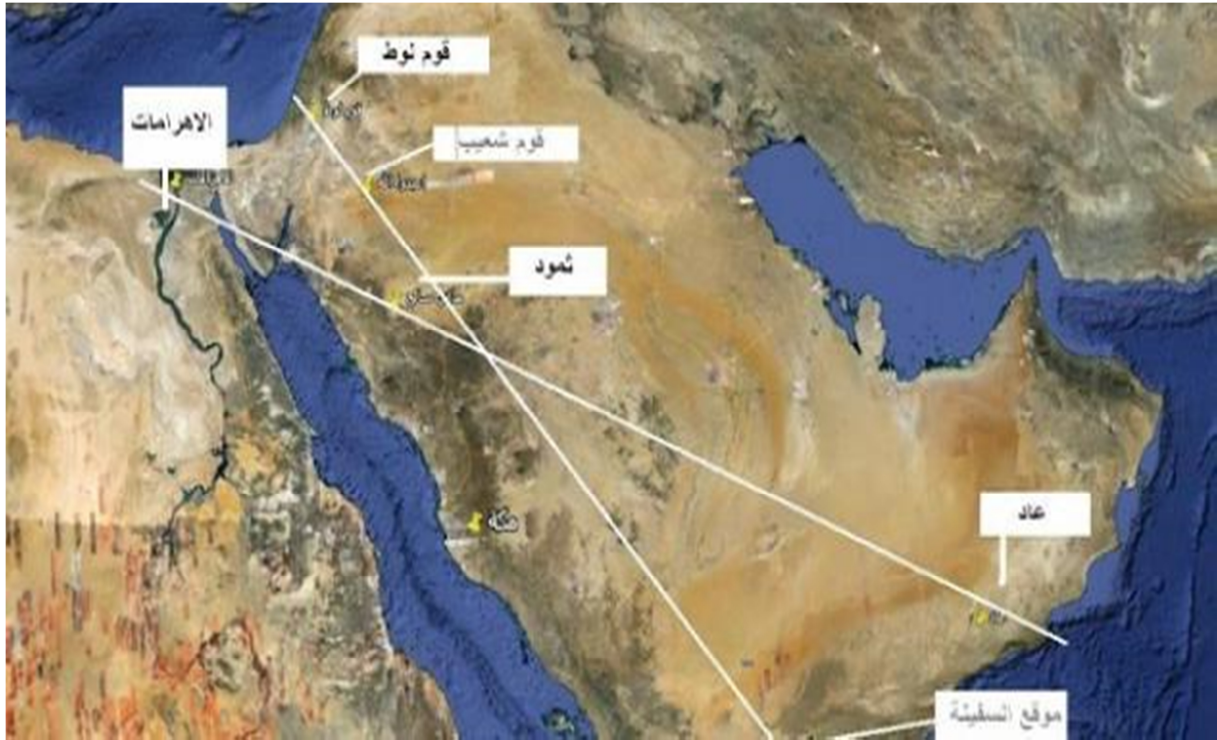 قوم لوط
الاهرامات
قوم شعيب
ثمود
مكة
عاد
موقع السفينة